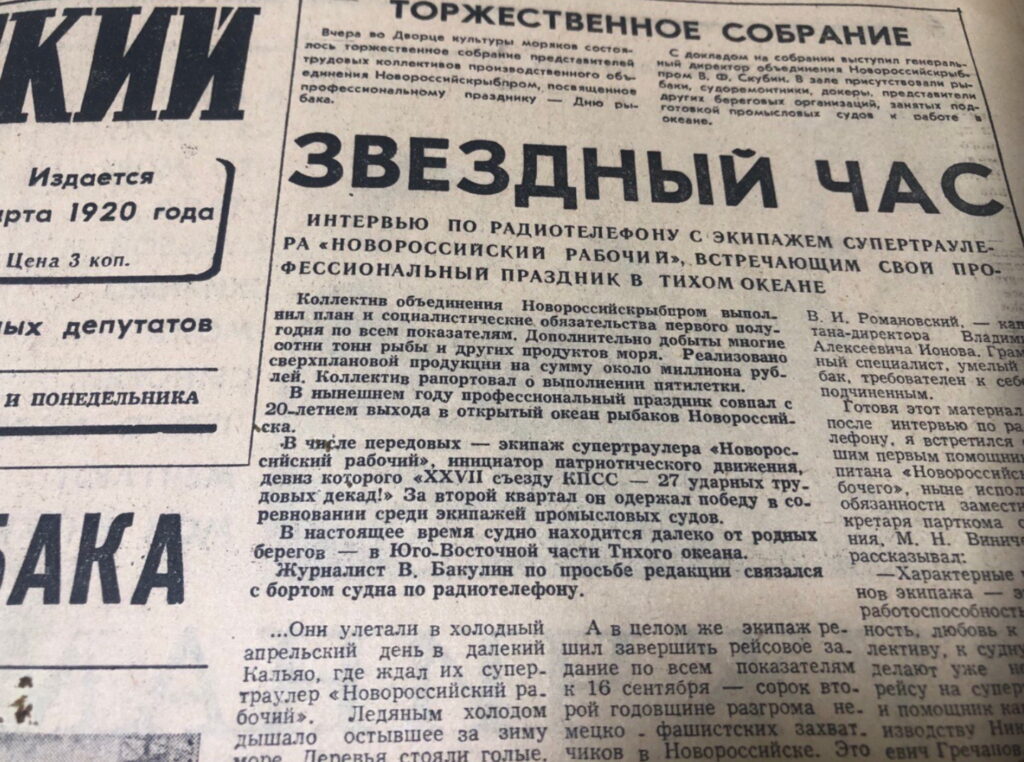 КИЙ
Издается
арта 1920 года
Цена 3 коп.
ных депутатов
И ПОНЕДЕЛЬНИКА
БАКА
ТОРЖЕСТВЕННОЕ СОБРАНИЕ
Вчера во Дворце культуры моряков состоя-
лось торжественное собрание представителей
трудовых коллективов производственного объ-
единения Новороссийскрыбпром, посвященное
профессиональному празднику — Дню ры-
бака.
С докладом на собрании выступил генераль-
ный директор объединения Новороссийскрыб-
пром В. Ф. Скубин. В зале присутствовали ры-
баки, судоремонтники, докеры, представители
других береговых организаций, занятых под-
готовкой промысловых судов к работе в
океане.
ЗВЕЗДНЫЙ ЧАС
ИНТЕРВЬЮ ПО РАДИОТЕЛЕФОНУ С ЭКИПАЖЕМ СУПЕРТРАУЛЕ-
РА «НОВОРОССИЙСКИЙ РАБОЧИЙ», ВСТРЕЧАЮЩИМ СВОЙ ПРО-
ФЕССИОНАЛЬНЫЙ ПРАЗДНИК В ТИХОМ ОКЕАНЕ
Коллектив объединения Новороссийскрыбпром выпол-
нил план и социалистические обязательства первого полу-
годия по всем показателям. Дополнительно добыты многие
сотни тонн рыбы и других продуктов моря. Реализовано
сверхплановой продукции на сумму около миллиона руб-
лей. Коллектив рапортовал о выполнении пятилетки.
В нынешнем году профессиональный праздник совпал с
20-летием выхода в открытый океан рыбаков Новороссий-
ска.
В числе передовых — экипаж супертраулера «Новорос-
сийский рабочий», инициатор патриотического движения,
девиз которого «XXVII съезду КПСС — 27 ударных тру-
довых декад!» За второй квартал он одержал победу в со-
ревновании среди экипажей промысловых судов.
В настоящее время судно находится далеко от родных
берегов — в Юго-Восточной части Тихого океана.
Журналист В. Бакулин по просьбе редакции связался
с бортом судна по радиотелефону.
...Они улетали в холодный
апрельский день в далекий
Кальяо, где ждал их супер-
траулер «Новороссийский ра-
бочий». Ледяным холодом
дышало остывшее за зиму
море. Деревья стояли голые,
А в целом же экипаж ре-
шил завершить рейсовое за-
дание по всем показателям
к 16 сентября — сорок вто-
рой годовщине разгрома не-
мецко-фашистских захват-
чиков в Новороссийске. Это
В. И. Романовский, — кап
тана-директора Владими
Алексеевича Ионова. Грам
ный специалист, умелый
бак, требователен к себе
подчиненным.
Готовя этот материал
после интервью по ра
лефону, я встретился
шим первым помощник
питана «Новороссийск
бочего», ныне испол
обязанности замести
кретаря парткома о
ния, М. Н. Винич
рассказывал:
—Характерные
нов экипажа — э
работоспособност
ность, любовь к
лективу, к судну
делают уже не
рейсу на супер
и помощник кап
изводству Ник
евич Гречанов